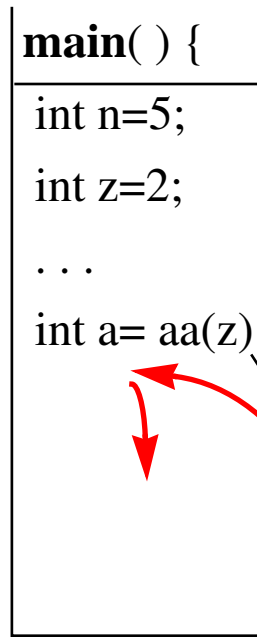 main( ) {
int n=5;
int z=2;
. . .
int a= aa(z)